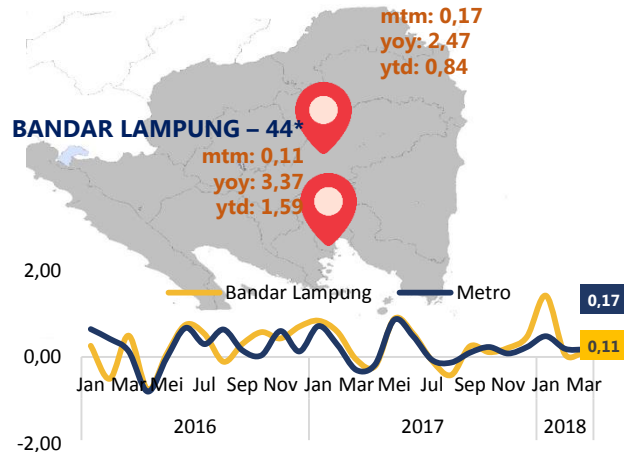 mtm: 0,17
yoy: 2,47
ytd: 0,84
BANDAR LAMPUNG – 44*
mtm: 0,11
yoy: 3,37
ytd: 1,59
2,00
Bandar Lampung Metro
0,17
0,11
0,00
Jan Mar Mei Jul Sep Nov Jan Mar Mei Jul Sep Nov Jan Mar
2016 2017 2018
-2,00